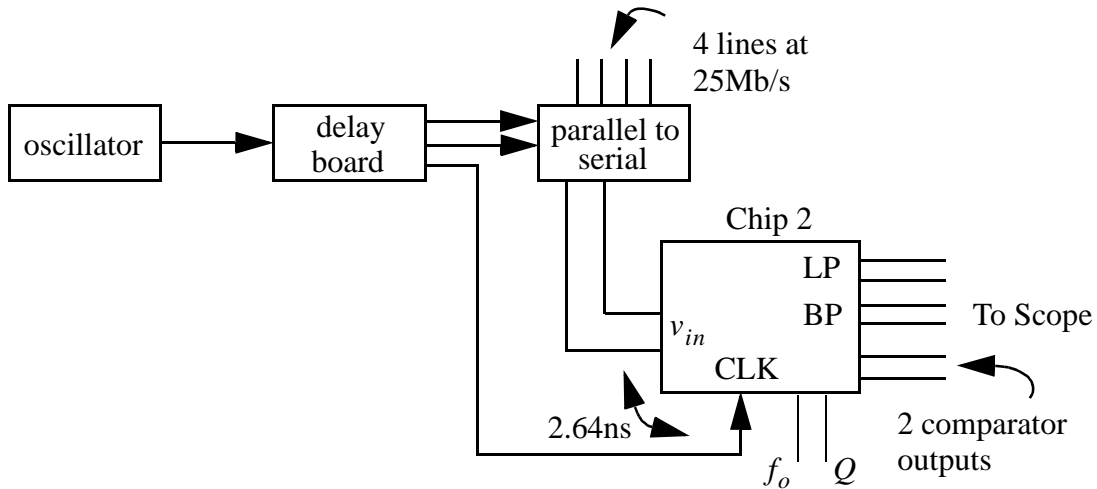 4 lines at
25Mb/s
oscillator
delay
board
parallel to
serial
Chip 2
LP
BP
To Scope
v_in
CLK
2.64ns
2 comparator
outputs
f_o
Q